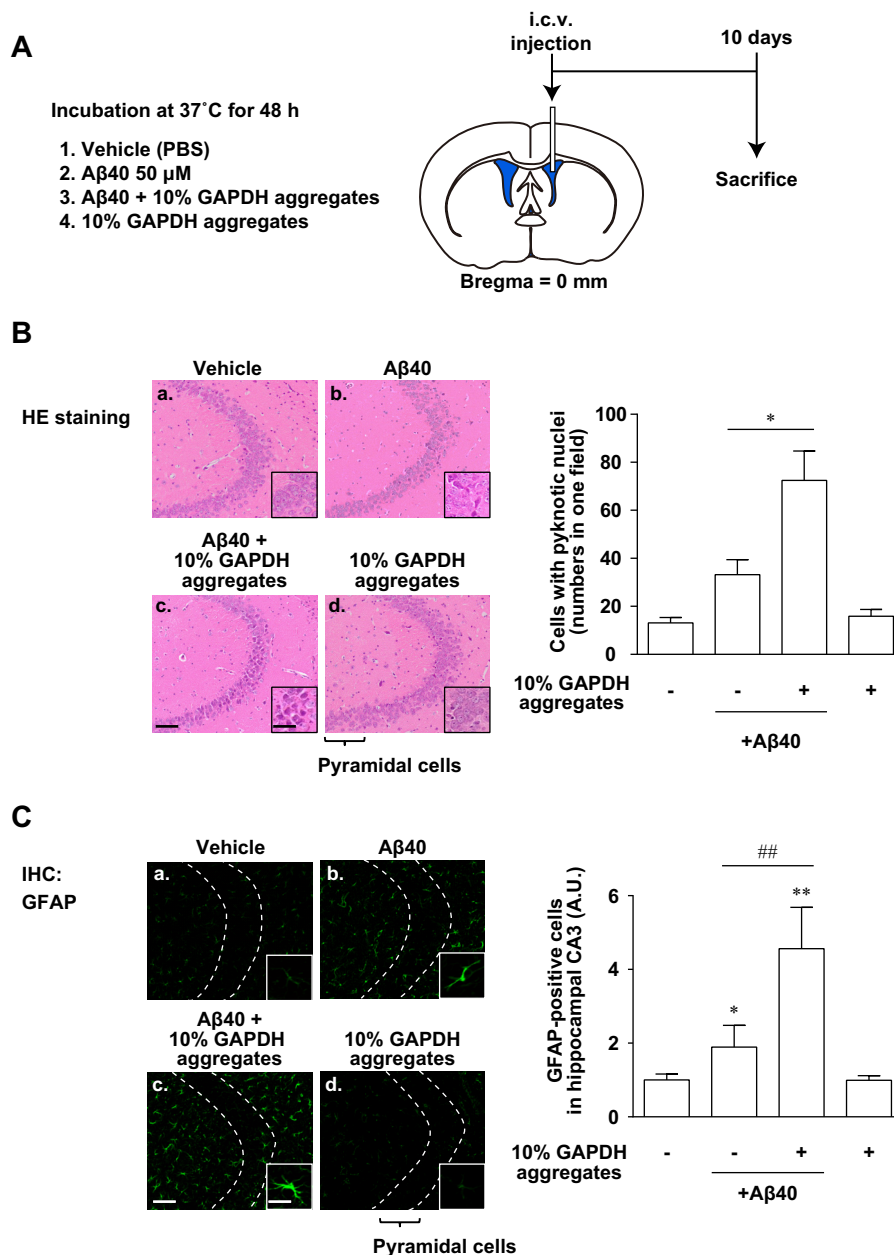 A
i.c.v.
injection
10 days
Incubation at 37˚C for 48 h
1. Vehicle (PBS)
2. Aβ40 50 µM
3. Aβ40 + 10% GAPDH aggregates
4. 10% GAPDH aggregates
Sacrifice
Bregma = 0 mm
B
HE staining
Vehicle
Aβ40
a.
b.
Aβ40 +
10% GAPDH
aggregates
10% GAPDH
aggregates
c.
d.
Pyramidal cells
Cells with pyknotic nuclei
(numbers in one field)
100
80
60
40
20
0
*
10% GAPDH
aggregates
- - + +
+Aβ40
C
IHC:
GFAP
Vehicle
Aβ40
a.
b.
Aβ40 +
10% GAPDH
aggregates
10% GAPDH
aggregates
c.
d.
Pyramidal cells
GFAP-positive cells
in hippocampal CA3 (A.U.)
6
4
2
0
##
**
*
10% GAPDH
aggregates
- - + +
+Aβ40